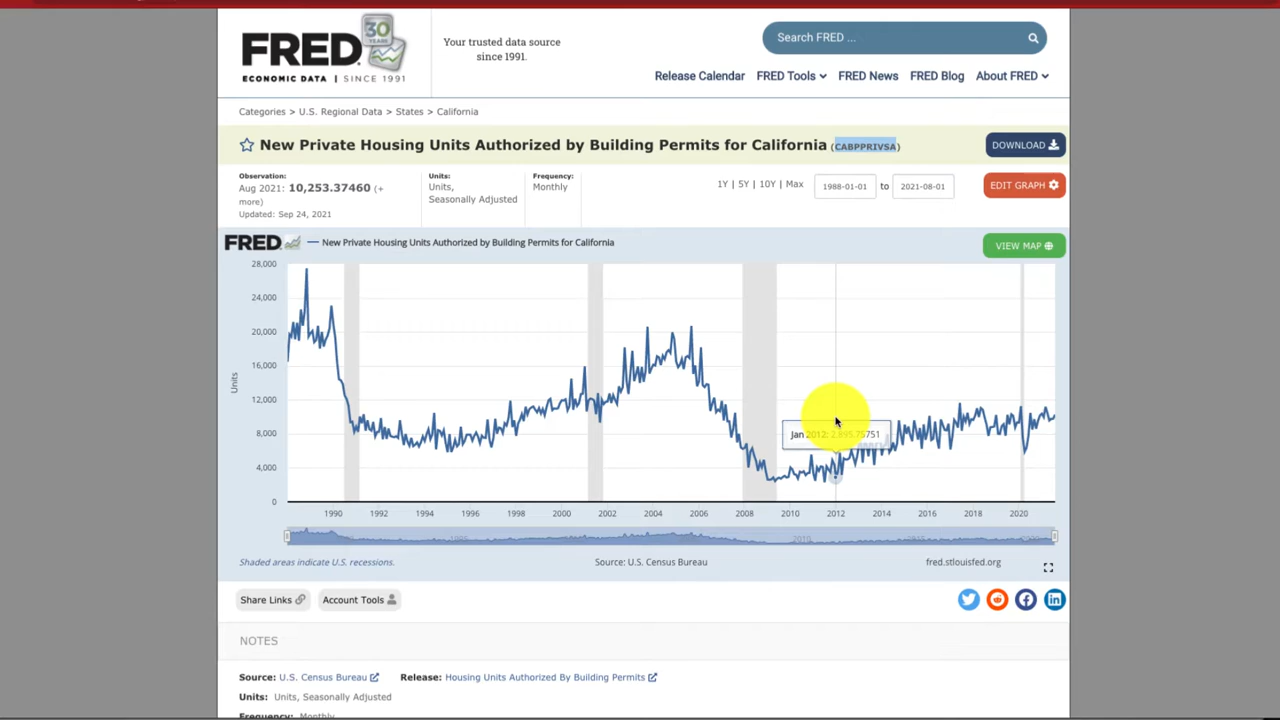 FRED 30 YEARS
ECONOMIC DATA | SINCE 1991
Your trusted data source
since 1991.
Search FRED ...
Release Calendar FRED Tools FRED News FRED Blog About FRED
Categories > U.S. Regional Data > States > California
New Private Housing Units Authorized by Building Permits for California (CABPPRIVSA)
DOWNLOAD
Observation:
Aug 2021: 10,253.37460 (+
more)
Updated: Sep 24, 2021
Units:
Units,
Seasonally Adjusted
Frequency:
Monthly
1Y | 5Y | 10Y | Max
1988-01-01 to 2021-08-01
EDIT GRAPH
FRED New Private Housing Units Authorized by Building Permits for California
VIEW MAP
28,000
24,000
20,000
16,000
12,000
8,000
4,000
0
Units
Jan 2012:
1990 1992 1994 1996 1998 2000 2002 2004 2006 2008 2010 2012 2014 2016 2018 2020
Shaded areas indicate U.S. recessions.
Source: U.S. Census Bureau
fred.stlouisfed.org
Share Links Account Tools
NOTES
Source: U.S. Census Bureau Release: Housing Units Authorized By Building Permits
Units: Units, Seasonally Adjusted
Frequency: Monthly